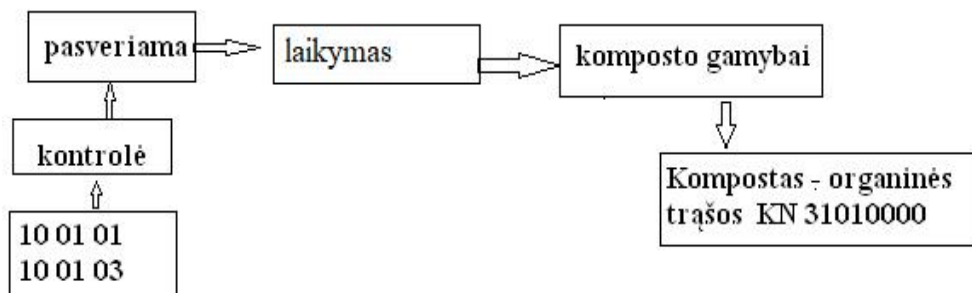 pasveriama
laikymas
komposto gamybai
kontrolė
Kompostas - organinės
trąšos KN 31010000
10 01 01
10 01 03